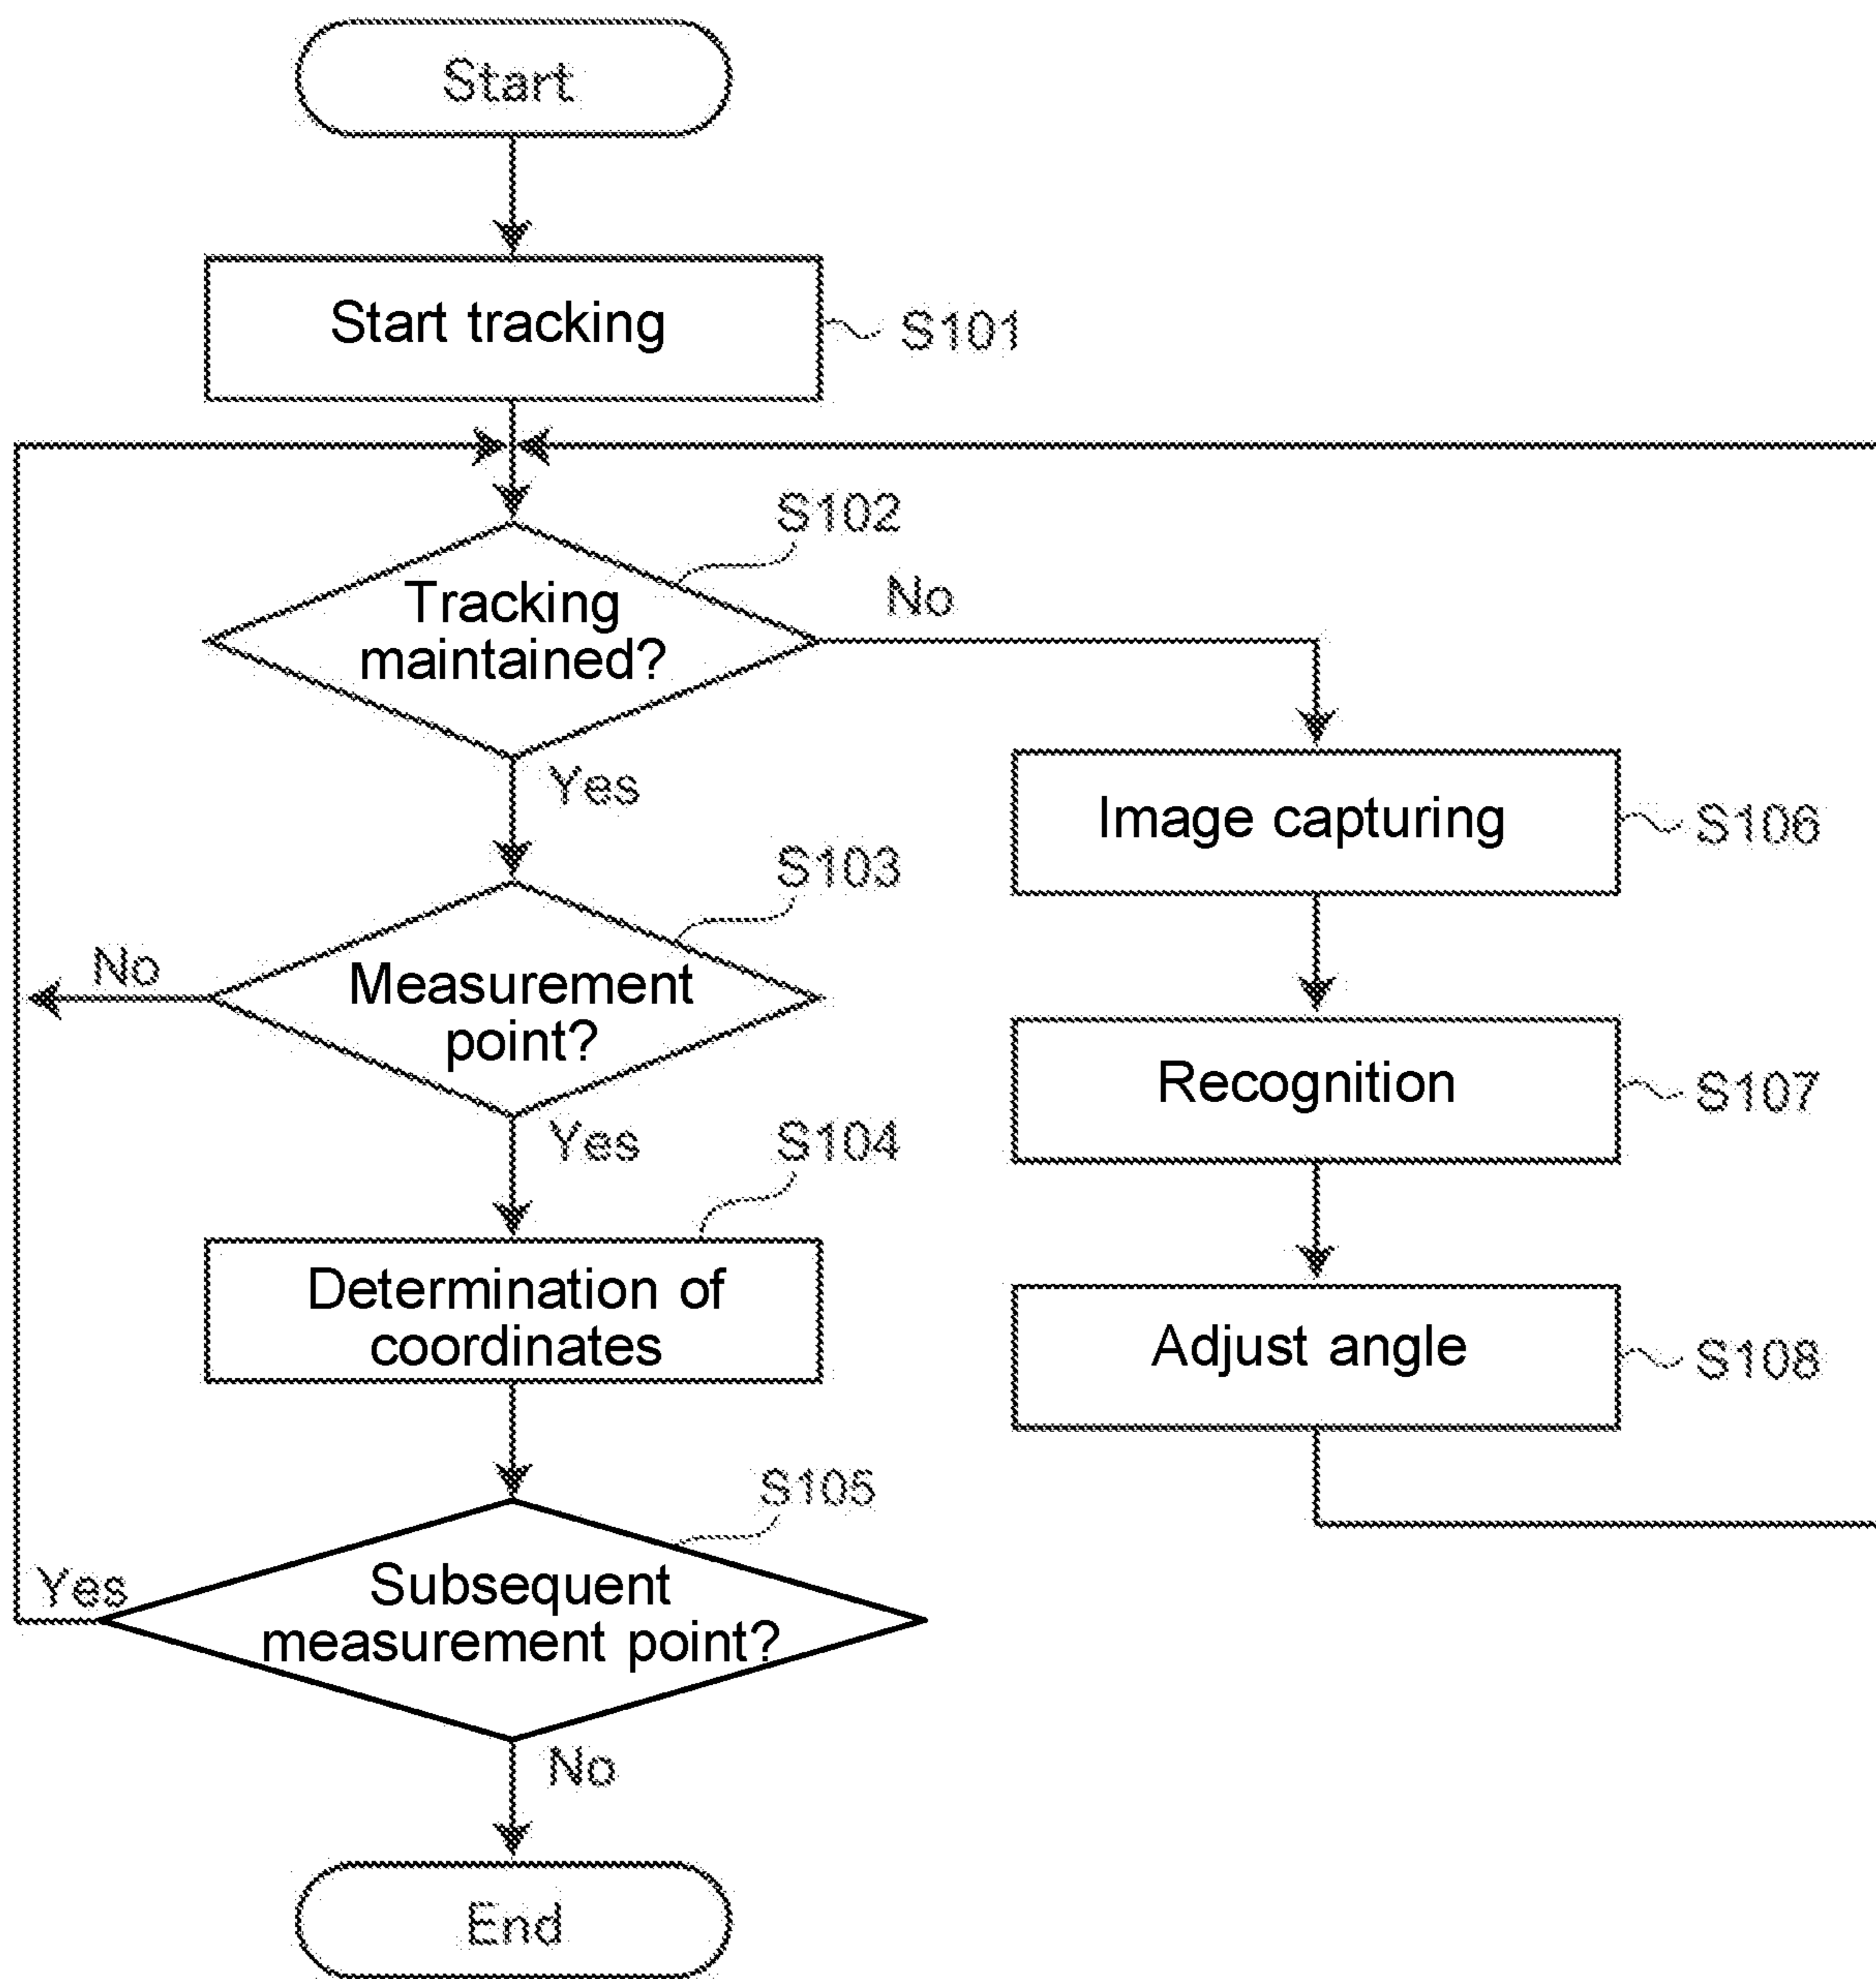 Start
Start tracking
S101
S102
Tracking
maintained?
No
Yes
S103
Measurement
point?
No
Yes
S104
Determination of
coordinates
S105
Subsequent
measurement point?
Yes
No
End
Image capturing
S106
Recognition
S107
Adjust angle
S108